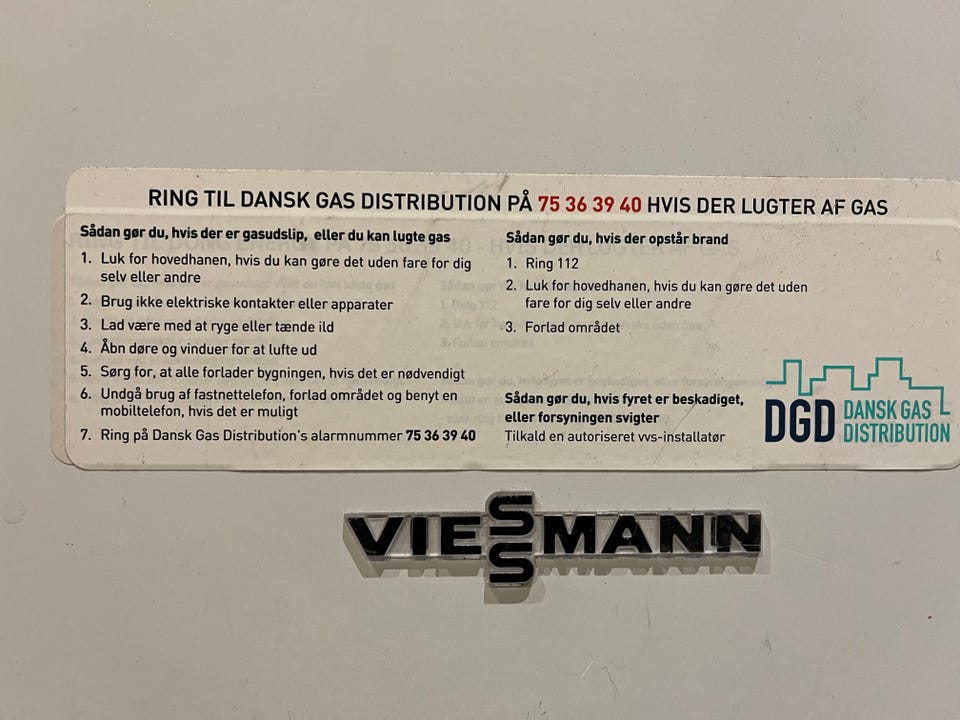 RING TIL DANSK GAS DISTRIBUTION PÅ 75 36 39 40 HVIS DER LUGTER AF GAS
Sådan gør du, hvis der er gasudslip, eller du kan lugte gas
1. Luk for hovedhanen, hvis du kan gøre det uden fare for dig
selv eller andre
2. Brug ikke elektriske kontakter eller apparater
3. Lad være med at ryge eller tænde ild
4. Åbn døre og vinduer for at lufte ud
5. Sørg for, at alle forlader bygningen, hvis det er nødvendigt
6. Undgå brug af fastnettelefon, forlad området og benyt en
mobiltelefon, hvis det er muligt
7. Ring på Dansk Gas Distribution's alarmnummer 75 36 39 40
Sådan gør du, hvis der opstår brand
1. Ring 112
2. Luk for hovedhanen, hvis du kan gøre det uden
fare for dig selv eller andre
3. Forlad området
Sådan gør du, hvis fyret er beskadiget,
eller forsyningen svigter
Tilkald en autoriseret vvs-installatør
DGD DANSK GAS
DISTRIBUTION
VIESSMANN